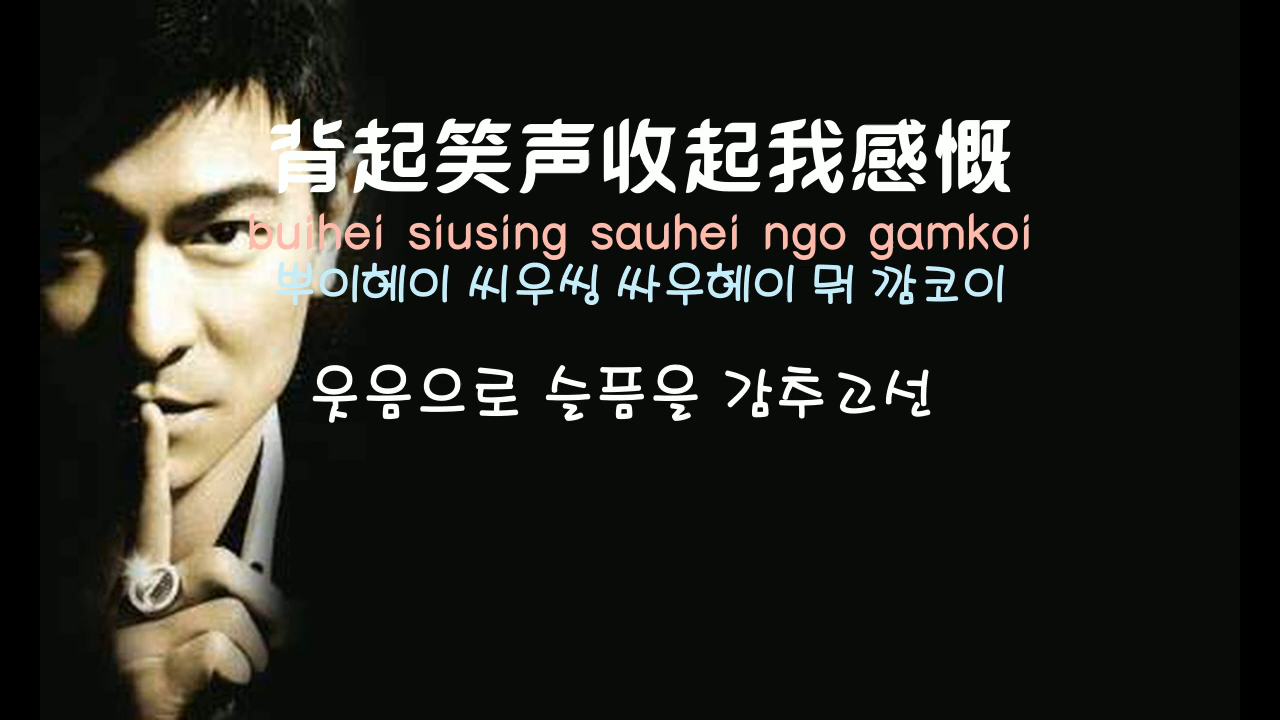 背起笑声收起我感慨
buihei siusing sauhei ngo gamkoi
뿌이헤이 씨우씽 싸우헤이 뭐 깜코이
웃음으로 슬픔을 감추고선